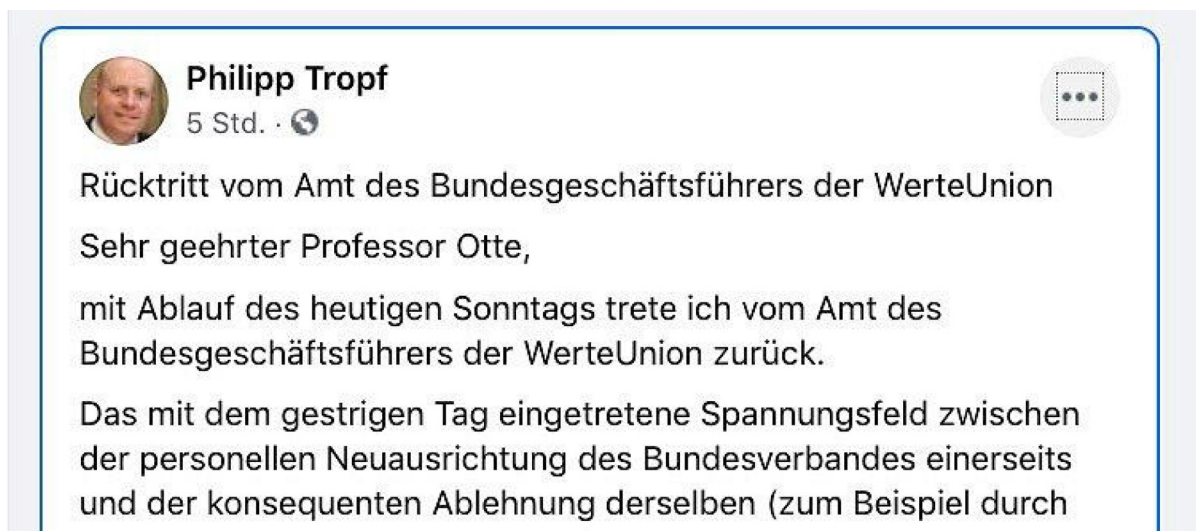 Philipp Tropf
5 Std. ·
Rücktritt vom Amt des Bundesgeschäftsführers der WerteUnion
Sehr geehrter Professor Otte,
mit Ablauf des heutigen Sonntags trete ich vom Amt des
Bundesgeschäftsführers der WerteUnion zurück.
Das mit dem gestrigen Tag eingetretene Spannungsfeld zwischen
der personellen Neuausrichtung des Bundesverbandes einerseits
und der konsequenten Ablehnung derselben (zum Beispiel durch